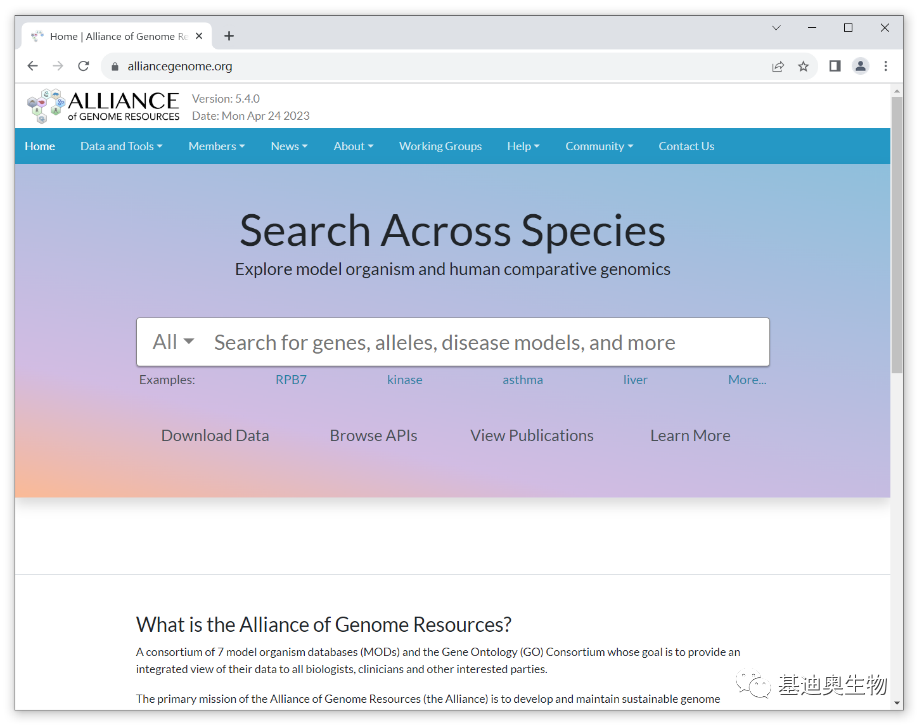 Home | Alliance of Genome Re
alliancegenome.org
ALLIANCE
of GENOME RESOURCES
Version: 5.4.0
Date: Mon Apr 24 2023
Home Data and Tools Members News About Working Groups Help Community Contact Us
Search Across Species
Explore model organism and human comparative genomics
All Search for genes, alleles, disease models, and more
Examples: RPB7 kinase asthma liver More...
Download Data Browse APIs View Publications Learn More
What is the Alliance of Genome Resources?
A consortium of 7 model organism databases (MODs) and the Gene Ontology (GO) Consortium whose goal is to provide an
integrated view of their data to all biologists, clinicians and other interested parties.
The primary mission of the Alliance of Genome Resources (the Alliance) is to develop and maintain sustainable genome
基迪奥生物